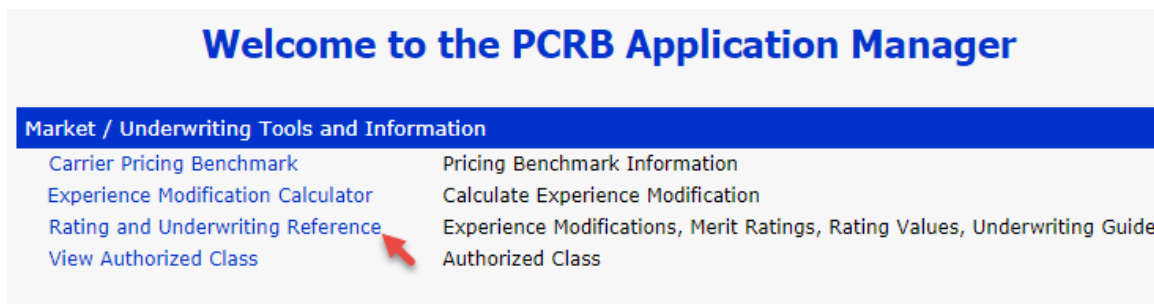 Welcome to the PCRB Application Manager
Market / Underwriting Tools and Information
Carrier Pricing Benchmark Pricing Benchmark Information
Experience Modification Calculator Calculate Experience Modification
Rating and Underwriting Reference Experience Modifications, Merit Ratings, Rating Values, Underwriting Guide
View Authorized Class Authorized Class